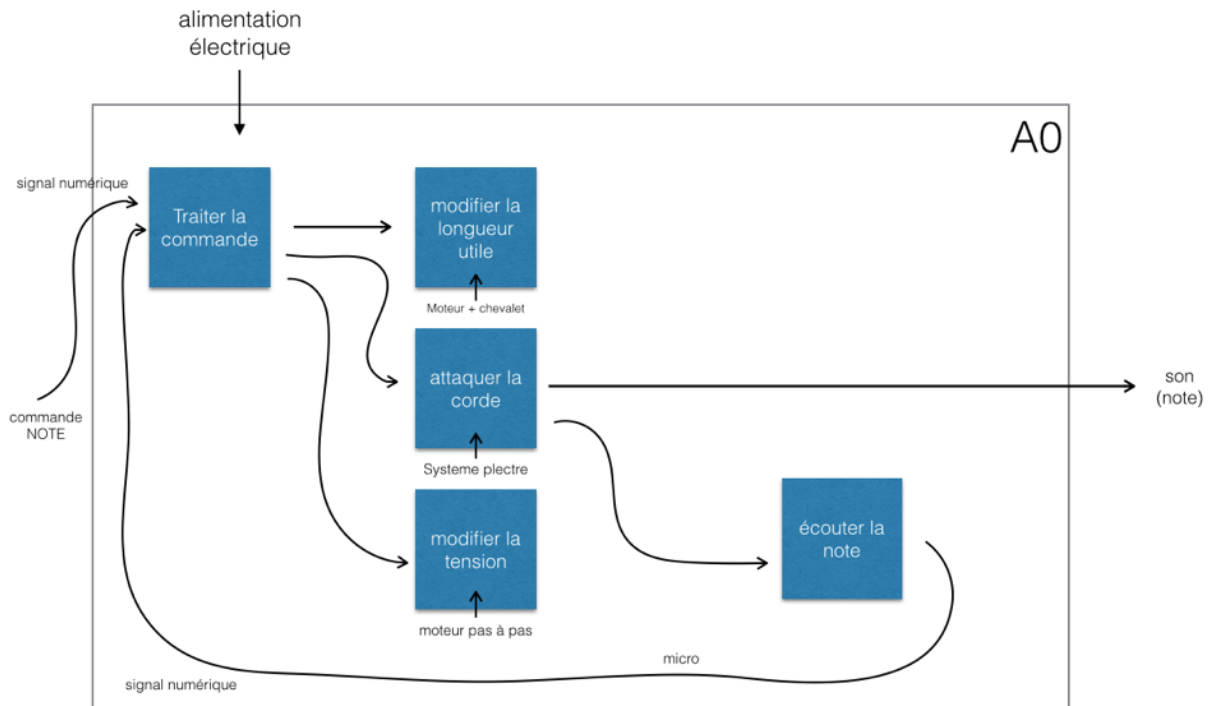 alimentation
électrique
A0
signal numérique
Traiter la
commande
modifier la
longueur
utile
Moteur + chevalet
commande
NOTE
attaquer la
corde
son
(note)
Systeme plectre
modifier la
tension
écouter la
note
moteur pas à pas
micro
signal numérique